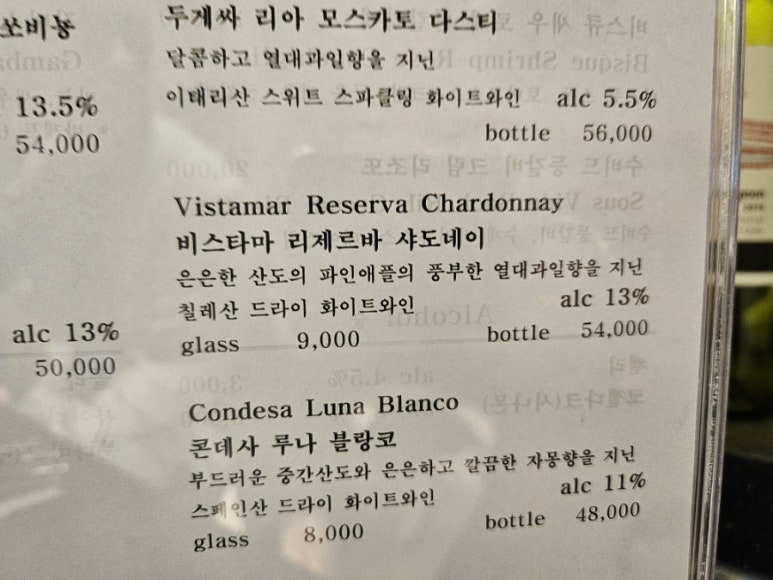 쏘비뇽
13.5%
54,000
alc 13%
50,000
두게싸 리아 모스카토 다스티
달콤하고 열대과일향을 지닌
이태리산 스위트 스파클링 화이트와인 alc 5.5%
bottle 56,000
Vistamar Reserva Chardonnay
비스타마 리제르바 샤도네이
은은한 산도의 파인애플의 풍부한 열대과일향을 지닌
칠레산 드라이 화이트와인 alc 13%
glass 9,000 bottle 54,000
Condesa Luna Blanco
콘데사 루나 블랑코
부드러운 중간산도와 은은하고 깔끔한 자몽향을 지닌
스페인산 드라이 화이트와인 alc 11%
glass 8,000 bottle 48,000